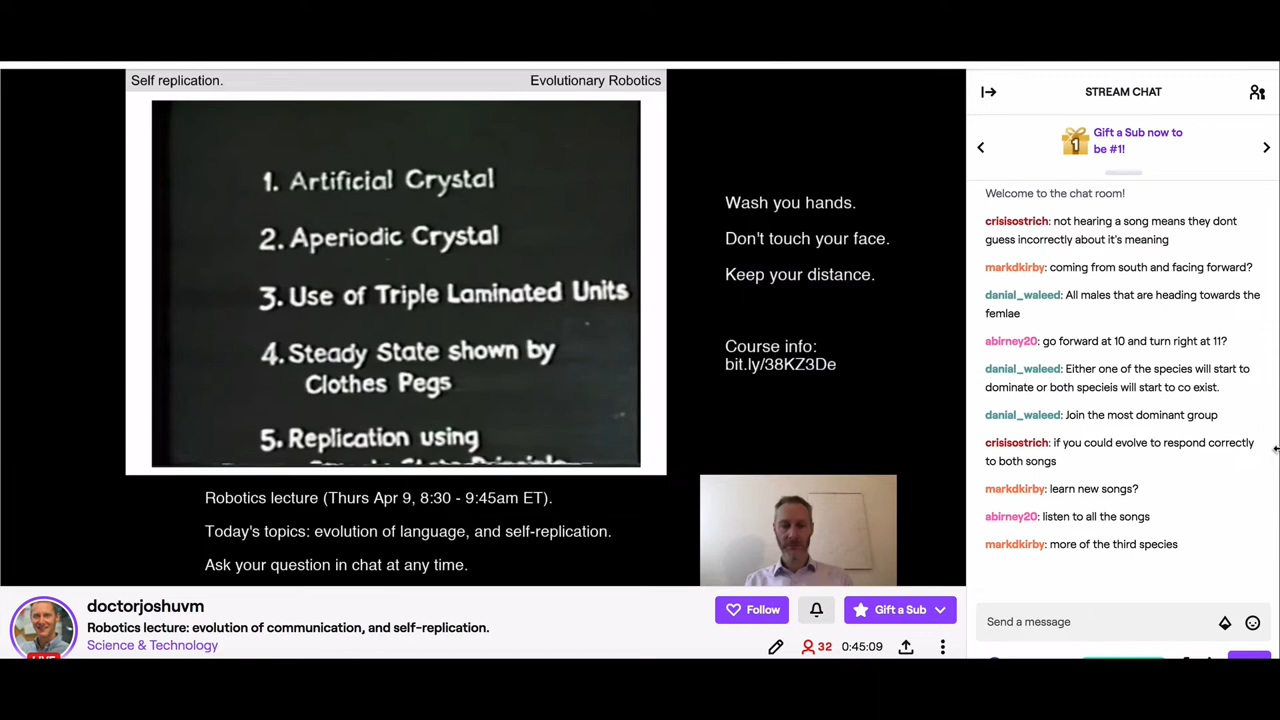 Self replication.
Evolutionary Robotics
1. Artificial Crystal
2. Aperiodic Crystal
3. Use of Triple Laminated Units
4. Steady State shown by
Clothes Pegs
5. Replication using
Wash you hands.
Don't touch your face.
Keep your distance.
Course info:
bit.ly/38KZ3De
Robotics lecture (Thurs Apr 9, 8:30 - 9:45am ET).
Today's topics: evolution of language, and self-replication.
Ask your question in chat at any time.
doctorjoshuvm
Robotics lecture: evolution of communication, and self-replication.
Science & Technology
LIVE
Follow
Gift a Sub
32
0:45:09
STREAM CHAT
1
Gift a Sub now to
be #1!
Welcome to the chat room!
crisisostrich: not hearing a song means they dont
guess incorrectly about it's meaning
markdkirby: coming from south and facing forward?
danial_waleed: All males that are heading towards the
femlae
abirney20: go forward at 10 and turn right at 11?
danial_waleed: Either one of the species will start to
dominate or both specieis will start to co exist.
danial_waleed: Join the most dominant group
crisisostrich: if you could evolve to respond correctly
to both songs
markdkirby: learn new songs?
abirney20: listen to all the songs
markdkirby: more of the third species
Send a message